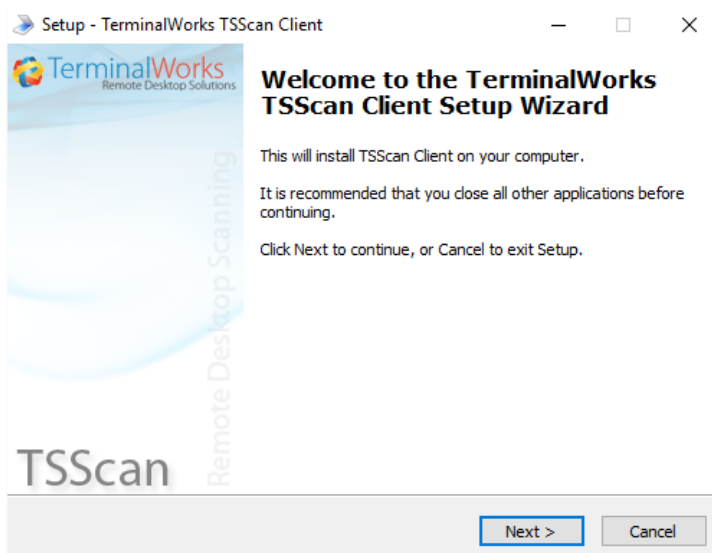 Setup - TerminalWorks TSScan Client
TerminalWorks
Remote Desktop Solutions
Welcome to the TerminalWorks
TSScan Client Setup Wizard
This will install TSScan Client on your computer.
It is recommended that you close all other applications before
continuing.
Click Next to continue, or Cancel to exit Setup.
Remote Desktop Scanning
TSScan
Next >
Cancel